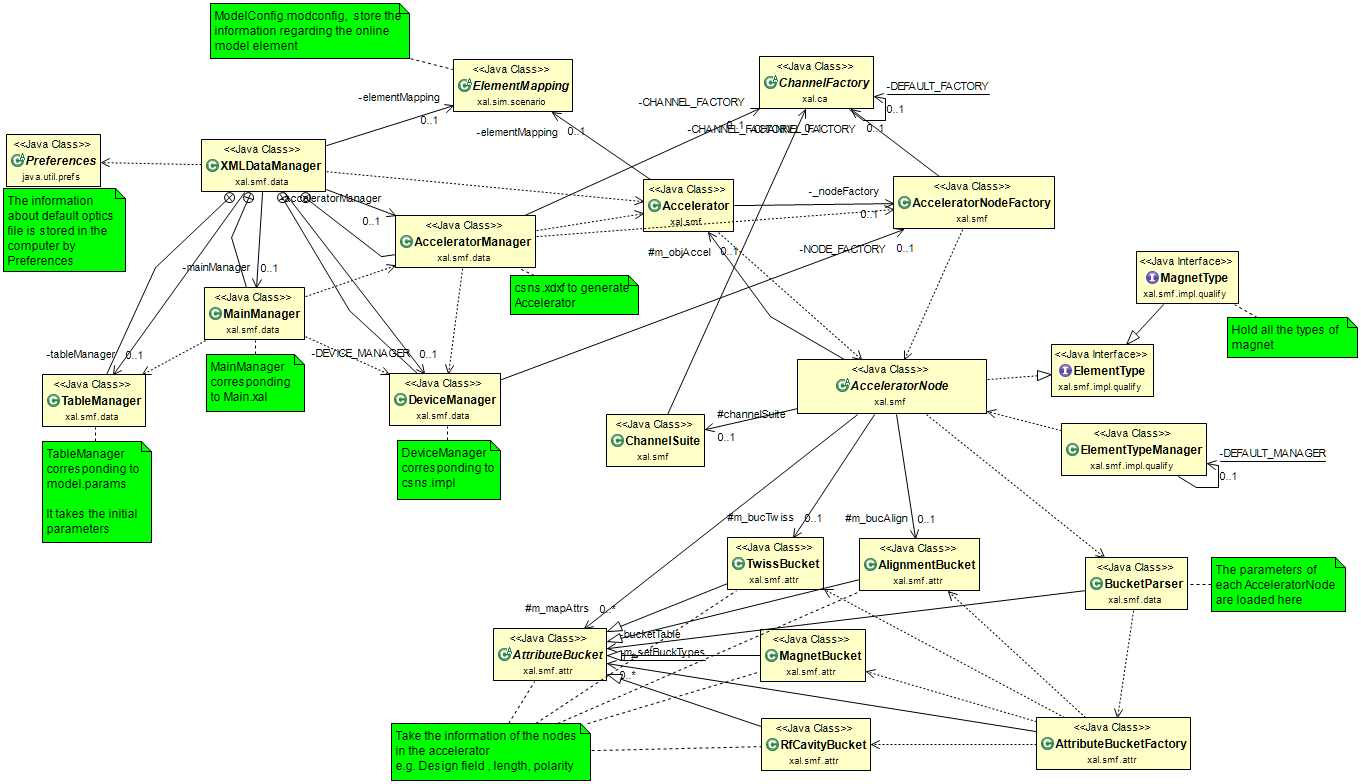 ModelConfig.modconfig, store the
information regarding the online
model element
<<Java Class>>
ElementMapping
xal.sim.scenario
<<Java Class>>
ChannelFactory
xal.ca
-DEFAULT_FACTORY
0..1
-elementMapping
0..1
-elementMapping
0..1
-CHANNEL_FACTORY
0..1
-CHANNEL_FACTORY
0..1
-CHANNEL_FACTORY
0..1
<<Java Class>>
Preferences
java.util.prefs
<<Java Class>>
XMLDataManager
xal.smf.data
The information
about default optics
file is stored in the
computer by
Preferences
-acceleratorManager
0..1
<<Java Class>>
AcceleratorManager
xal.smf.data
<<Java Class>>
Accelerator
xal.smf
-_nodeFactory
0..1
<<Java Class>>
AcceleratorNodeFactory
xal.smf
#m_objAccel
0..1
-NODE_FACTORY
0..1
<<Java Interface>>
MagnetType
xal.smf.impl.qualify
Hold all the types of
magnet
-mainManager
0..1
csns.xdxf to generate
Accelerator
<<Java Class>>
MainManager
xal.smf.data
MainManager
corresponding
to Main.xal
-DEVICE_MANAGER
0..1
-tableManager
0..1
<<Java Class>>
TableManager
xal.smf.data
<<Java Class>>
DeviceManager
xal.smf.data
<<Java Class>>
AcceleratorNode
xal.smf
<<Java Interface>>
ElementType
xal.smf.impl.qualify
#channelSuite
0..1
<<Java Class>>
ChannelSuite
xal.smf
<<Java Class>>
ElementTypeManager
xal.smf.impl.qualify
-DEFAULT_MANAGER
0..1
TableManager
corresponding to
model.params
It takes the initial
parameters
DeviceManager
corresponding to
csns.impl
#m_bucTwiss
0..1
#m_bucAlign
0..1
<<Java Class>>
TwissBucket
xal.smf.attr
<<Java Class>>
AlignmentBucket
xal.smf.attr
<<Java Class>>
BucketParser
xal.smf.data
The parameters of
each AcceleratorNode
are loaded here
#m_mapAttrs
0..*
-bucketTable
-m_setBuckTypes
0..*
<<Java Class>>
AttributeBucket
xal.smf.attr
<<Java Class>>
MagnetBucket
xal.smf.attr
Take the information of the nodes
in the accelerator
e.g. Design field , length, polarity
<<Java Class>>
RfCavityBucket
xal.smf.attr
<<Java Class>>
AttributeBucketFactory
xal.smf.attr